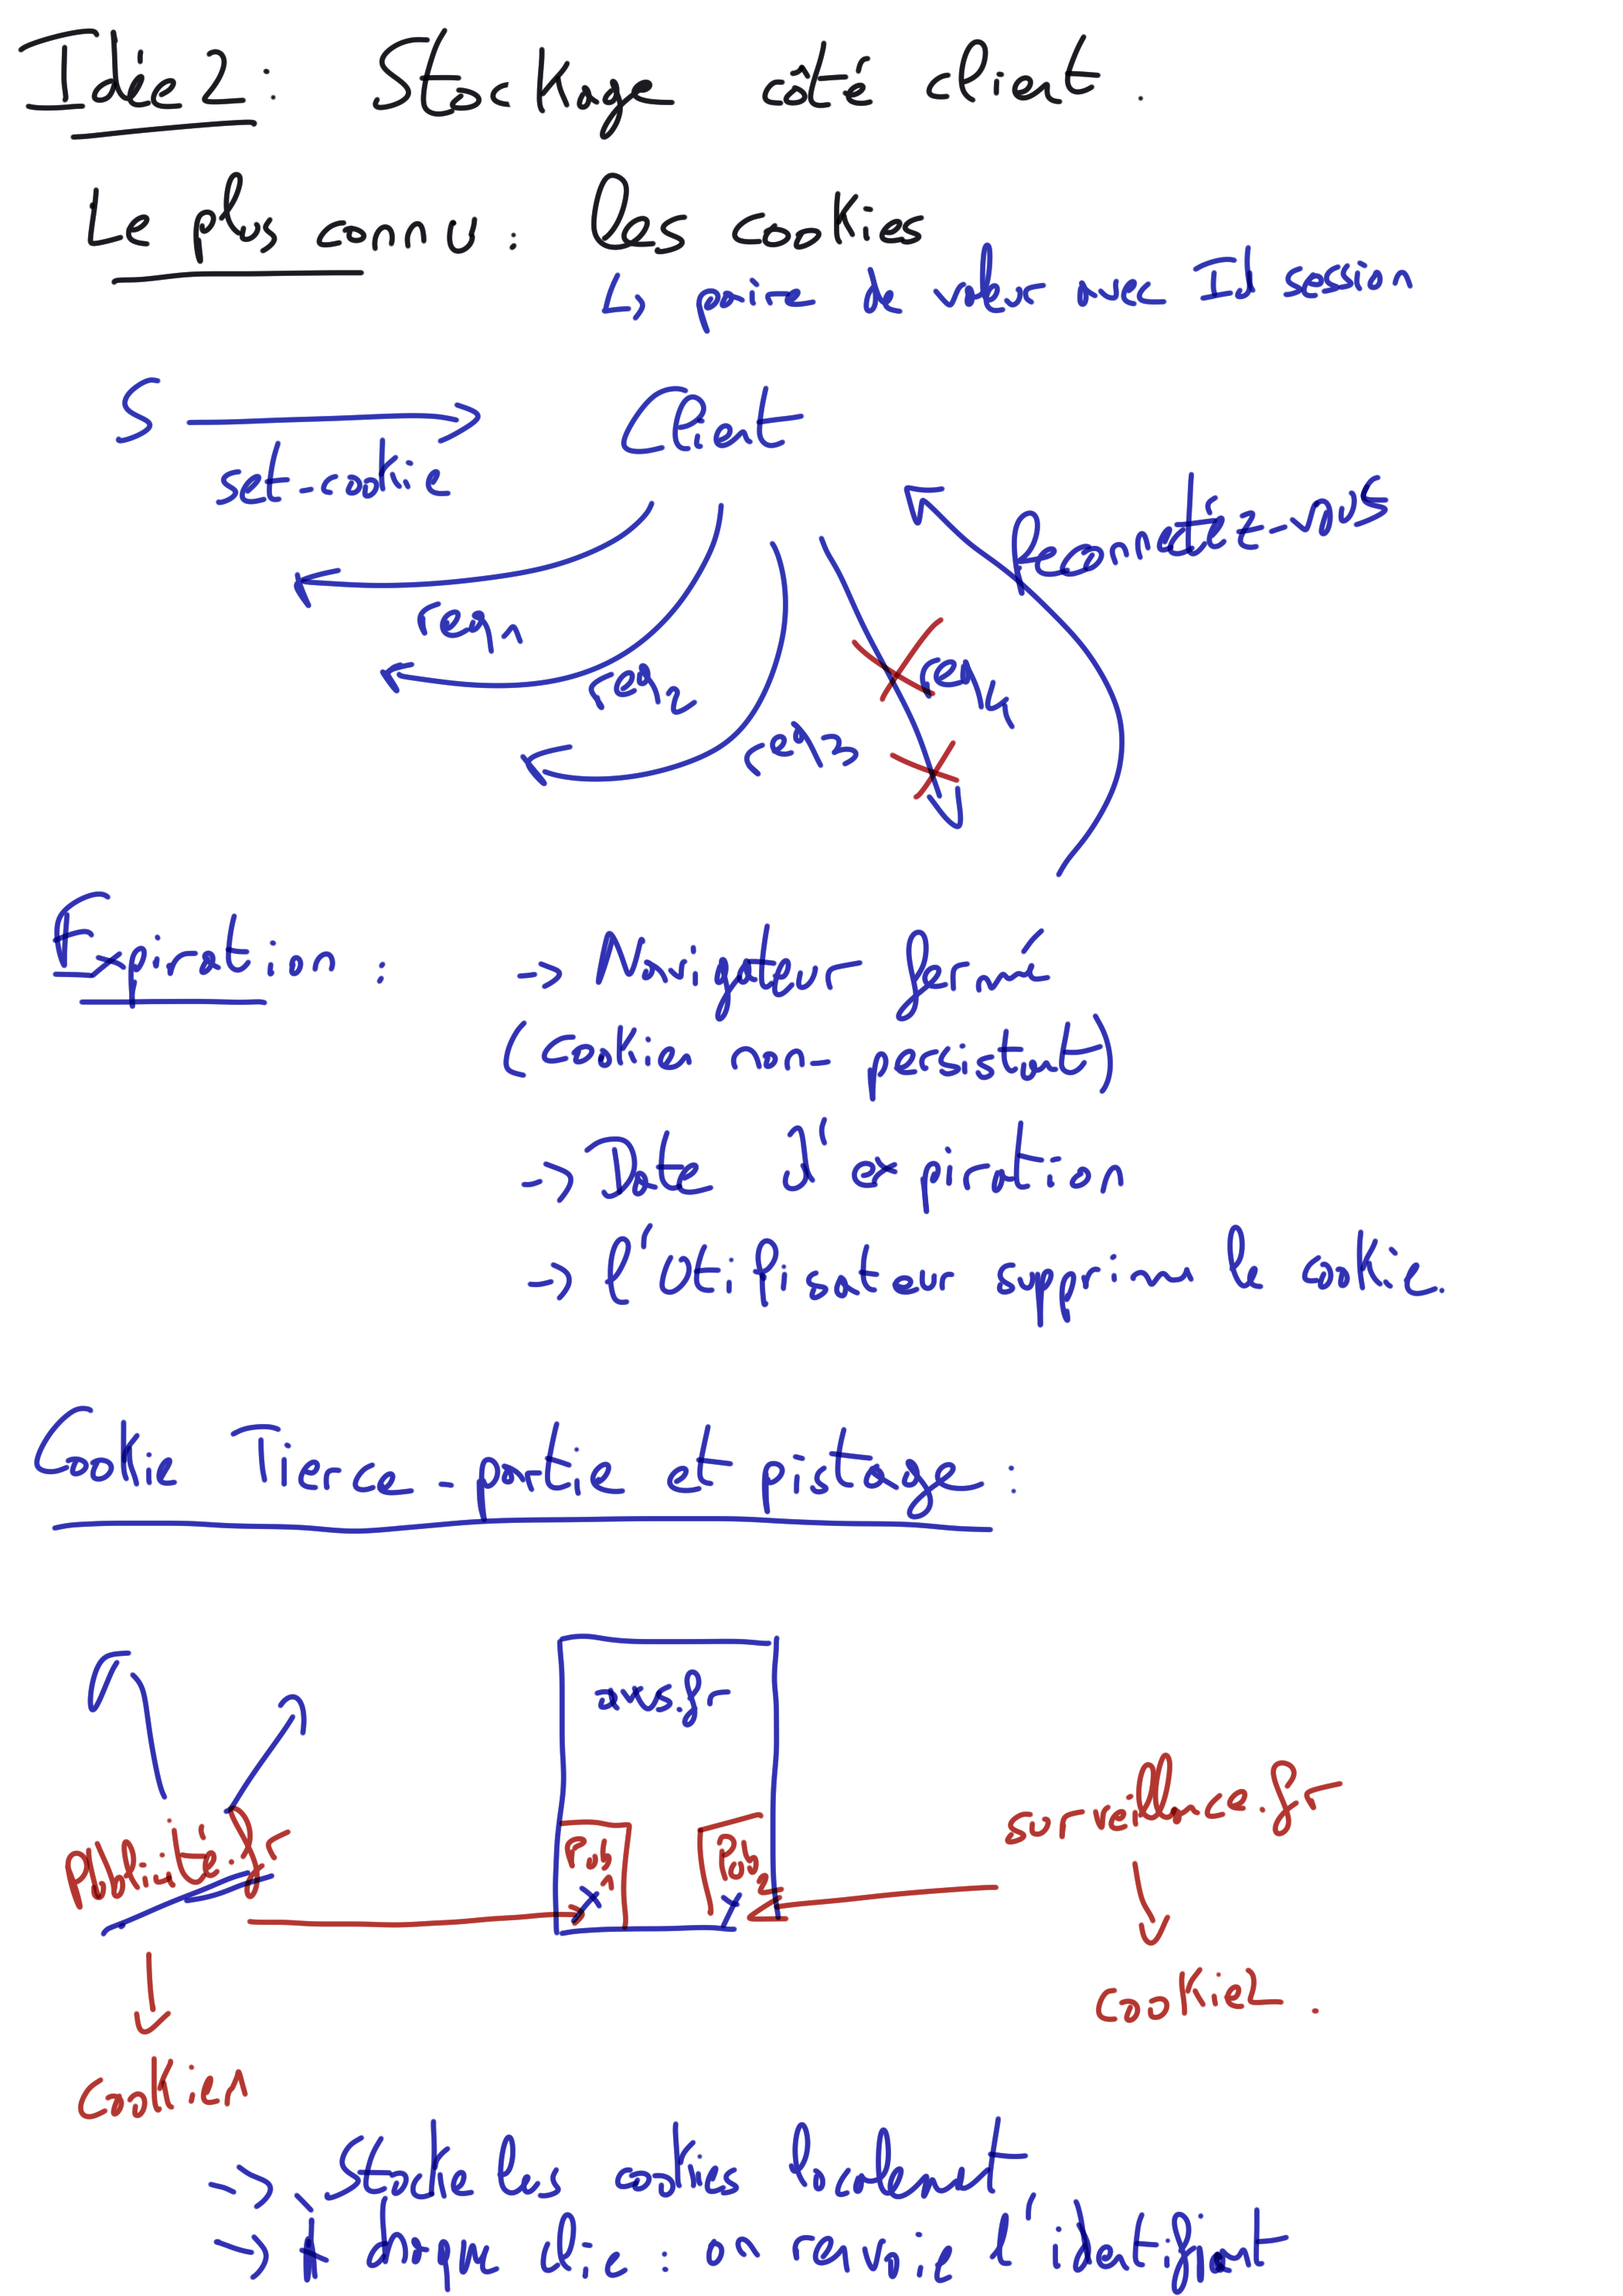 Idée 2: Stockage côté client.
Le plus connu : les cookies
↳ paire de valeur avec Id session
S → Client
set-cookie
Reconnectez-vous
req1
req2
req3
req4
Expiration : → Navigateur fermé
(Cookie non-persistant)
→ Date d'expiration
→ l'utilisateur supprime le cookie.
Cookie Tierce-partie et pistage :
news.fr
publicité.fr
Pub1
Pub2
surveillance.fr
cookie1
cookie2.
→ Stocke les cookies localement
→ À chaque clic : on renvoie l'identifiant